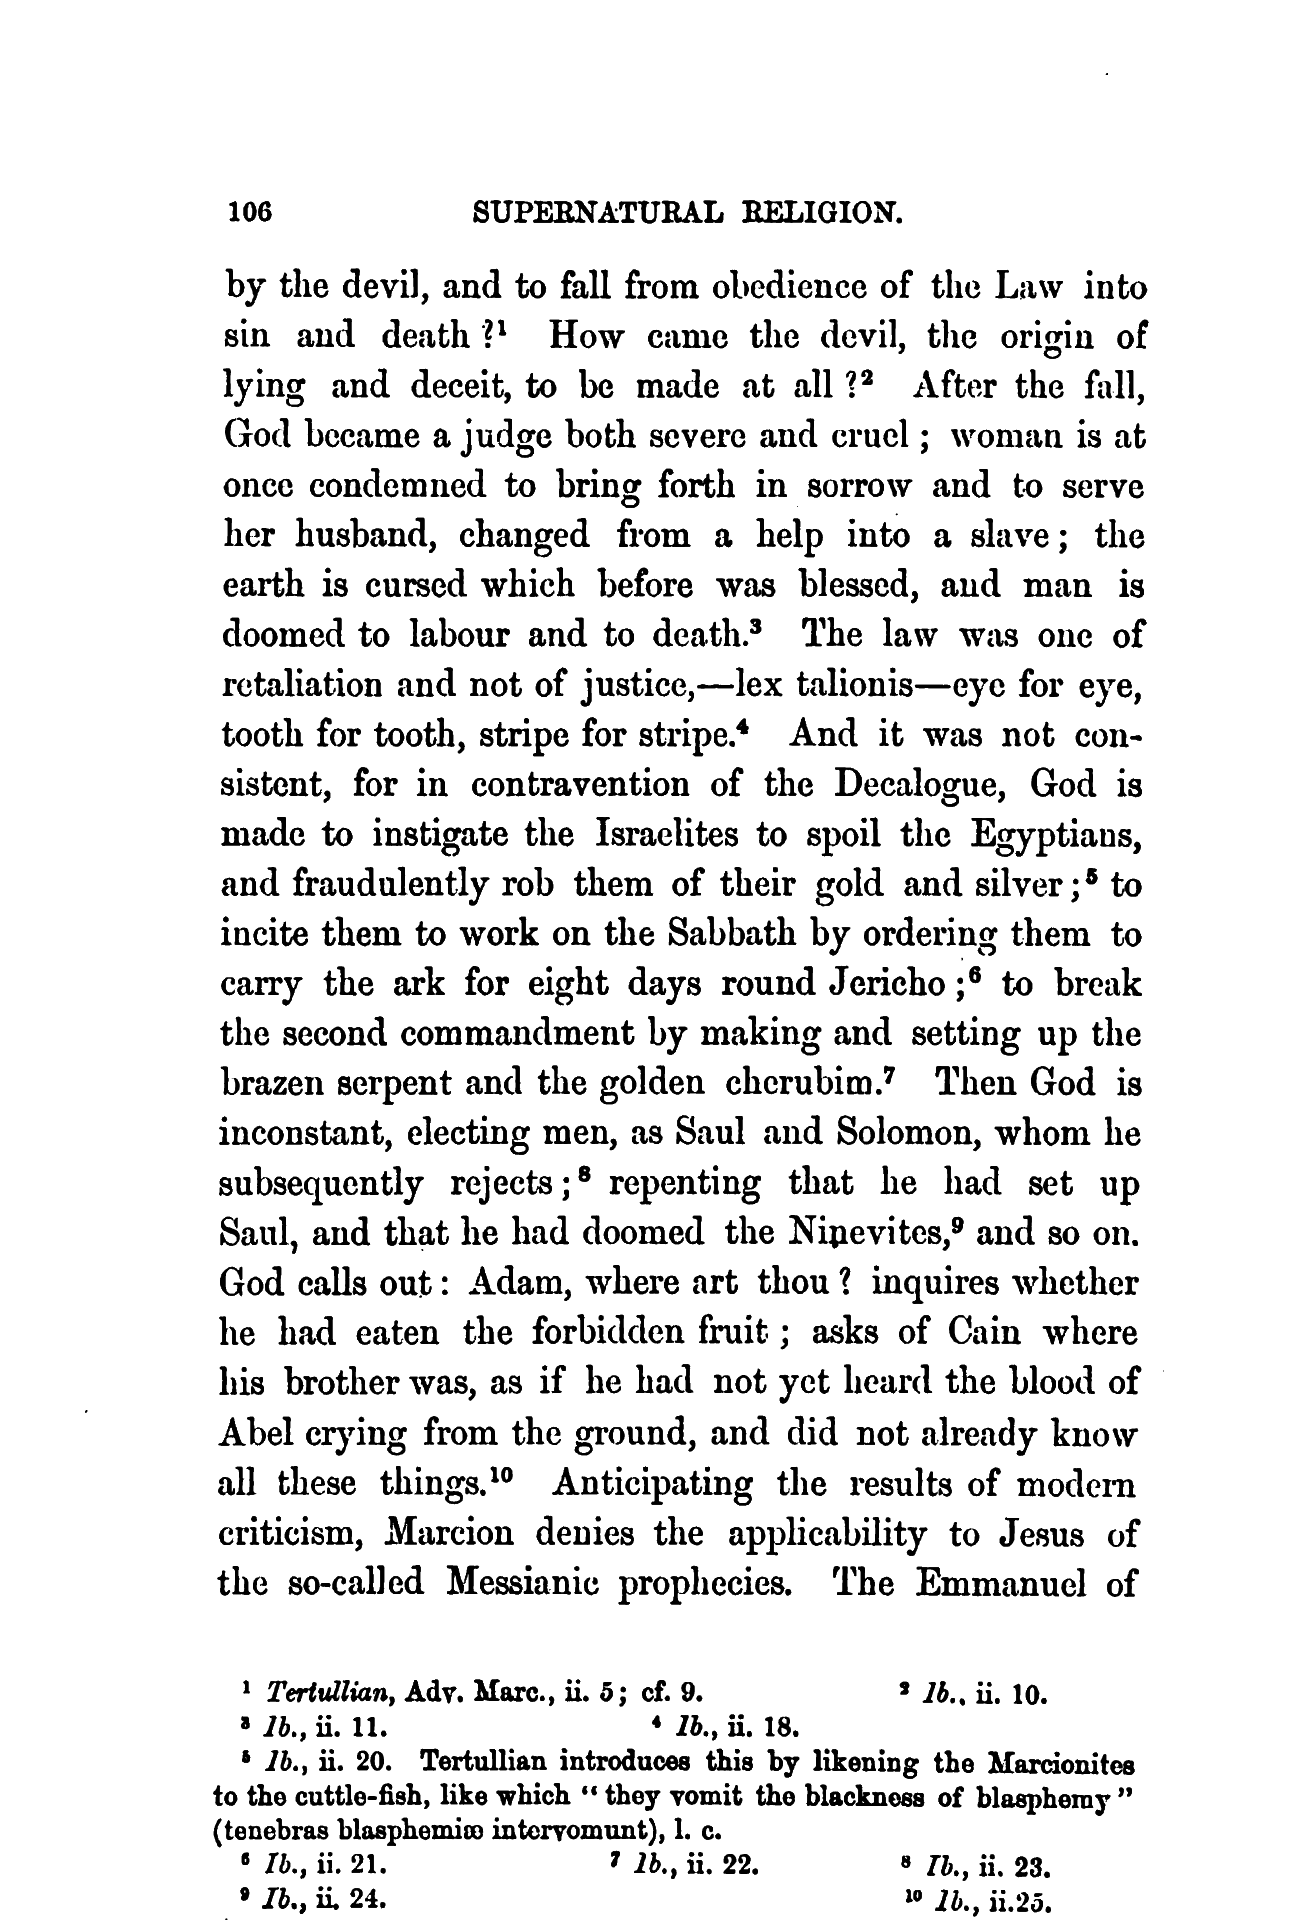 106 SUPERNATURAL RELIGION.
by the devil, and to fall from obedience of the Law into
sin and death ?¹ How came the devil, the origin of
lying and deceit, to be made at all ?² After the fall,
God became a judge both severe and cruel ; woman is at
once condemned to bring forth in sorrow and to serve
her husband, changed from a help into a slave ; the
earth is cursed which before was blessed, and man is
doomed to labour and to death.³ The law was one of
retaliation and not of justice,—lex talionis—eye for eye,
tooth for tooth, stripe for stripe.⁴ And it was not con-
sistent, for in contravention of the Decalogue, God is
made to instigate the Israelites to spoil the Egyptians,
and fraudulently rob them of their gold and silver ;⁵ to
incite them to work on the Sabbath by ordering them to
carry the ark for eight days round Jericho ;⁶ to break
the second commandment by making and setting up the
brazen serpent and the golden cherubim.⁷ Then God is
inconstant, electing men, as Saul and Solomon, whom he
subsequently rejects ;⁸ repenting that he had set up
Saul, and that he had doomed the Ninevites,⁹ and so on.
God calls out : Adam, where art thou ? inquires whether
he had eaten the forbidden fruit ; asks of Cain where
his brother was, as if he had not yet heard the blood of
Abel crying from the ground, and did not already know
all these things.¹⁰ Anticipating the results of modern
criticism, Marcion denies the applicability to Jesus of
the so-called Messianic prophecies. The Emmanuel of
¹ Tertullian, Adv. Marc., ii. 5 ; cf. 9. ² Ib., ii. 10.
³ Ib., ii. 11. ⁴ Ib., ii. 18.
⁵ Ib., ii. 20. Tertullian introduces this by likening the Marcionites
to the cuttle-fish, like which “ they vomit the blackness of blasphemy ”
(tenebras blasphemiæ intervomunt), l. c.
⁶ Ib., ii. 21. ⁷ Ib., ii. 22. ⁸ Ib., ii. 23.
⁹ Ib., ii. 24. ¹⁰ Ib., ii.25.